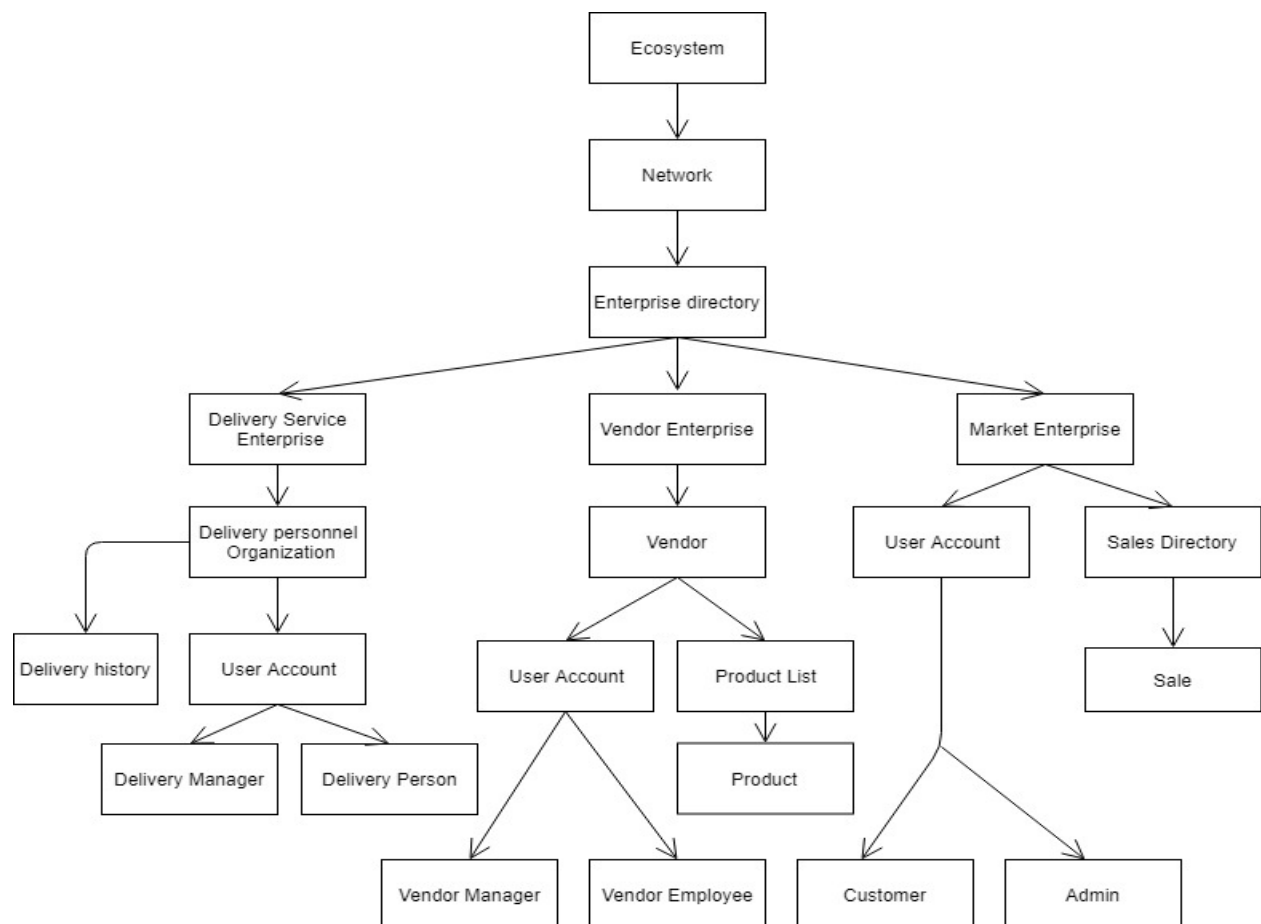 Ecosystem
Network
Enterprise directory
Delivery Service
Enterprise
Vendor Enterprise
Market Enterprise
Delivery personnel
Organization
Vendor
User Account
Sales Directory
Delivery history
User Account
User Account
Product List
Sale
Delivery Manager
Delivery Person
Product
Vendor Manager
Vendor Employee
Customer
Admin